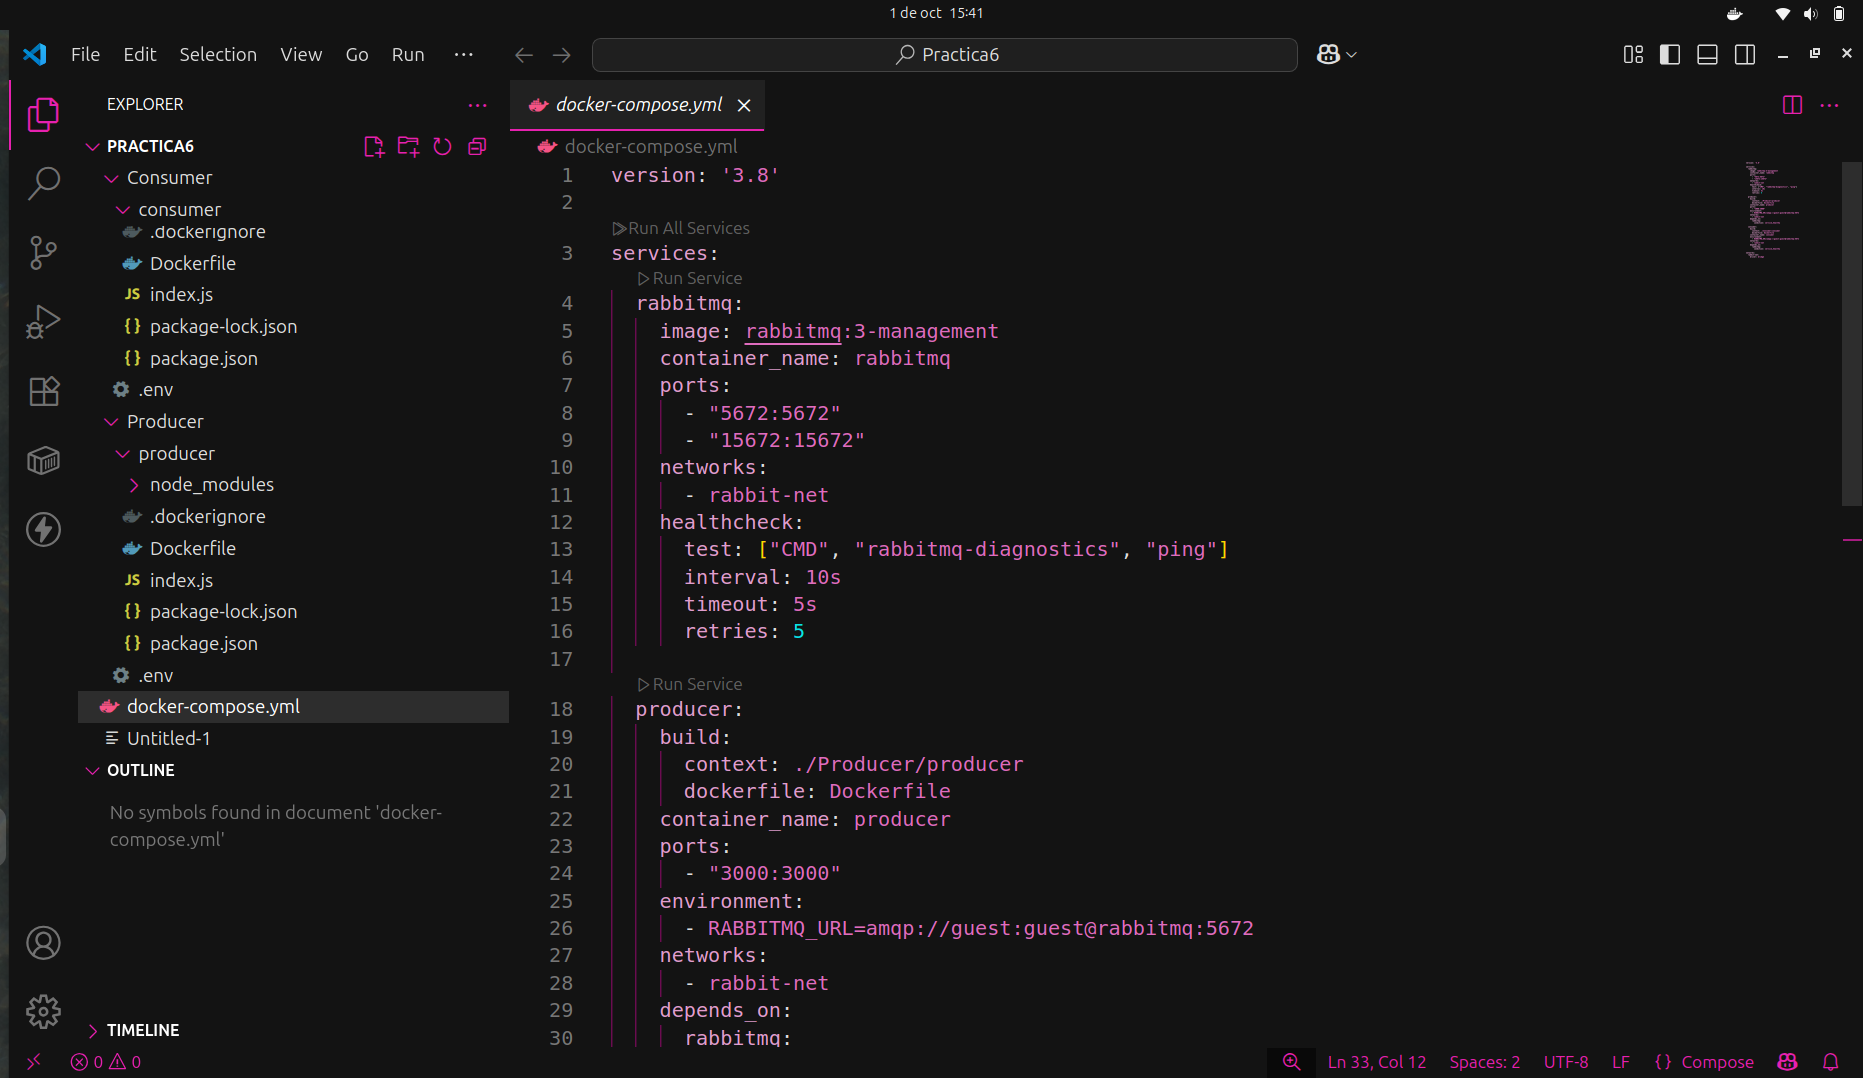 1 de oct 15:41
File Edit Selection View Go Run ···
Practica6
EXPLORER
PRACTICA6
Consumer
consumer
.dockerignore
Dockerfile
JS index.js
{} package-lock.json
{} package.json
.env
Producer
producer
node_modules
.dockerignore
Dockerfile
JS index.js
{} package-lock.json
{} package.json
.env
docker-compose.yml
Untitled-1
OUTLINE
No symbols found in document 'docker-
compose.yml'
TIMELINE
docker-compose.yml
docker-compose.yml
1 version: '3.8'
2
Run All Services
3 services:
Run Service
4 rabbitmq:
5 image: rabbitmq:3-management
6 container_name: rabbitmq
7 ports:
8 - "5672:5672"
9 - "15672:15672"
10 networks:
11 - rabbit-net
12 healthcheck:
13 test: ["CMD", "rabbitmq-diagnostics", "ping"]
14 interval: 10s
15 timeout: 5s
16 retries: 5
17
Run Service
18 producer:
19 build:
20 context: ./Producer/producer
21 dockerfile: Dockerfile
22 container_name: producer
23 ports:
24 - "3000:3000"
25 environment:
26 - RABBITMQ_URL=amqp://guest:guest@rabbitmq:5672
27 networks:
28 - rabbit-net
29 depends_on:
30 rabbitmq:
0 0
Ln 33, Col 12 Spaces: 2 UTF-8 LF {} Compose